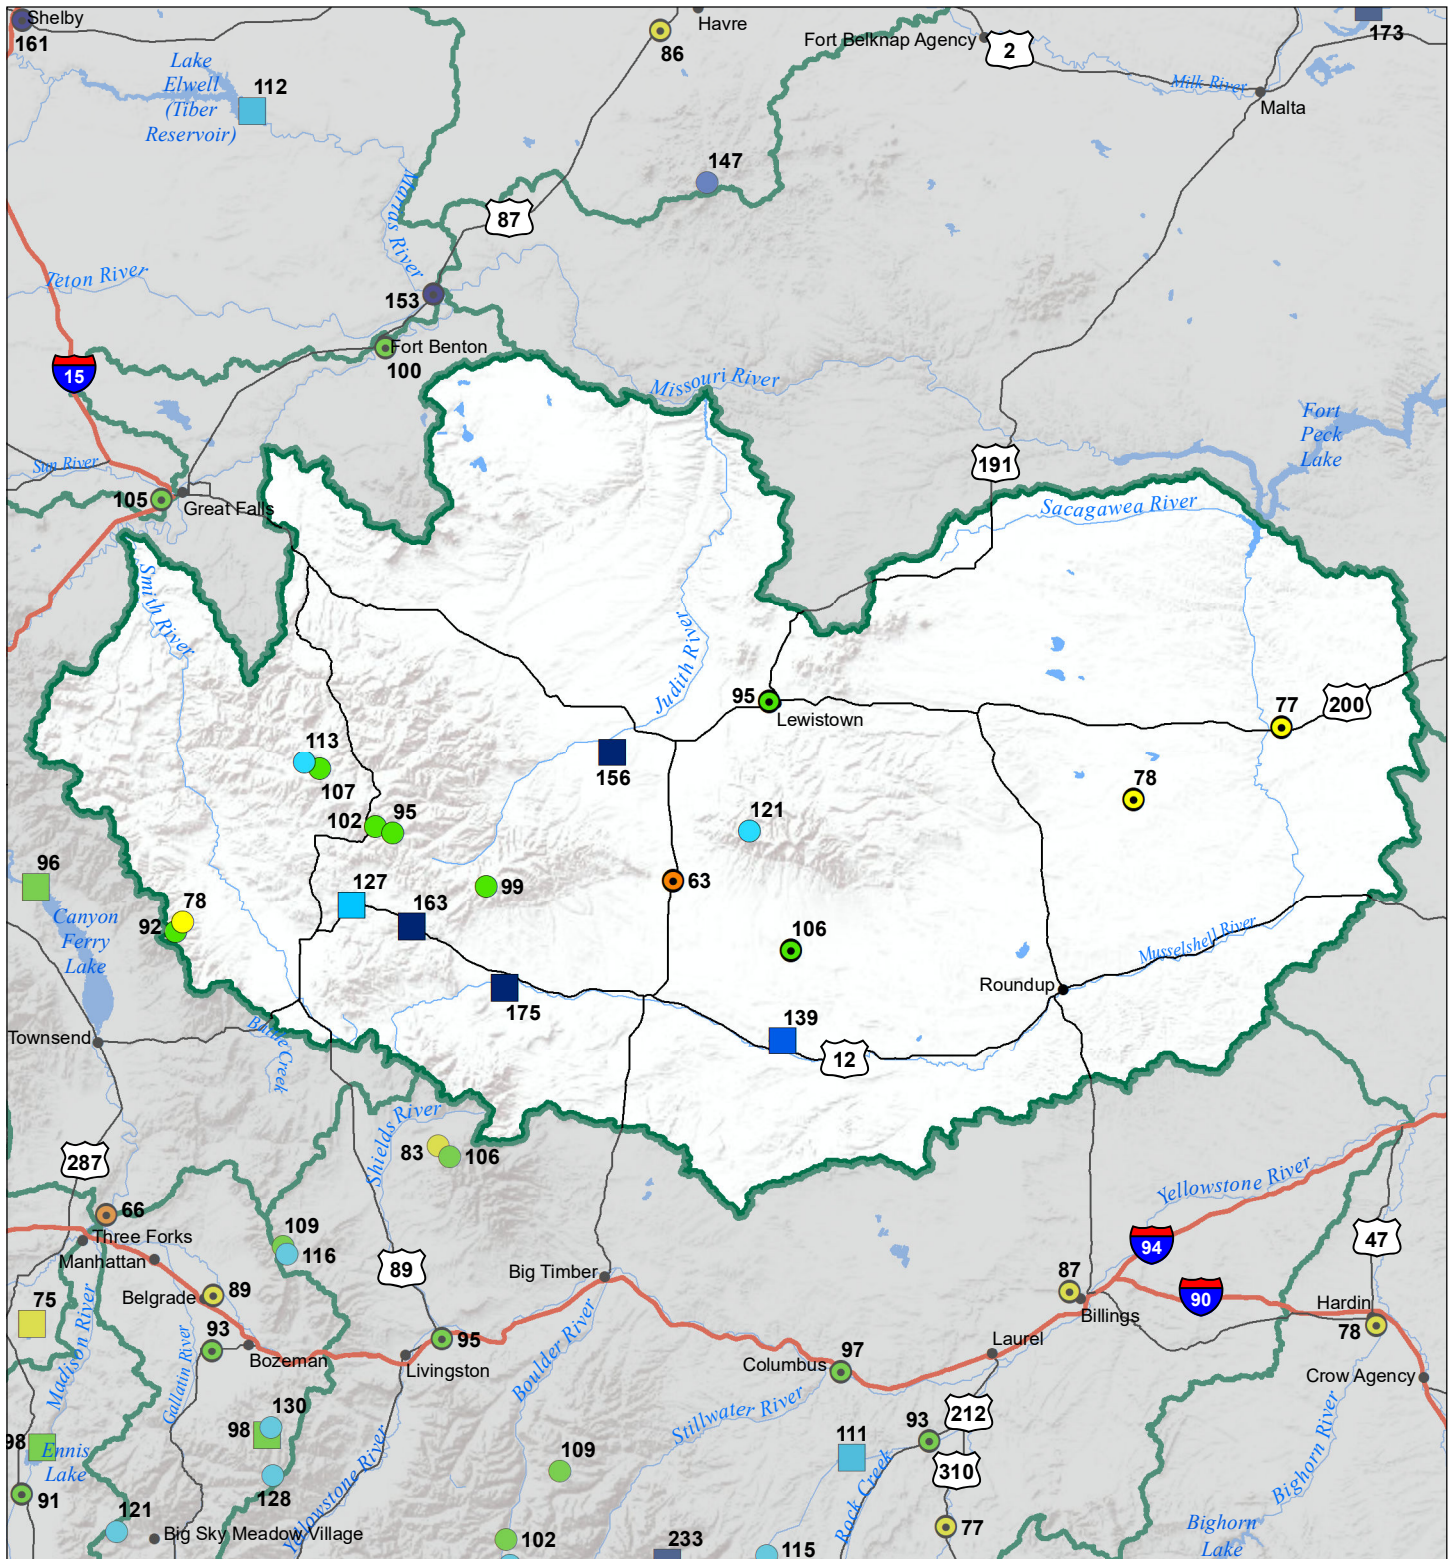 Shelby
161
Havre
86
Fort Belknap Agency
2
173
Lake
Elwell
(Tiber
Reservoir)
112
Milk River
Malta
147
Marias River
87
Teton River
153
Fort Benton
100
15
Missouri River
Fort
Peck
Lake
Sun River
191
105
Great Falls
Sacagawea River
Smith River
Judith River
95
Lewistown
77
200
113
107
156
78
102
95
121
96
127
163
99
63
78
92
Canyon
Ferry
Lake
106
Musselshell River
Roundup
175
139
12
Townsend
Battle Creek
Shields River
83
106
287
66
Three Forks
Manhattan
109
116
Yellowstone River
94
47
89
Big Timber
87
90
Billings
Hardin
78
75
Belgrade
89
93
Bozeman
95
Livingston
Laurel
97
Columbus
Crow Agency
Madison River
Gallatin River
Boulder River
Stillwater River
130
98
98
Ennis
Lake
212
93
111
310
109
128
91
121
Big Sky Meadow Village
Yellowstone River
Rock Creek
Bighorn River
102
233
115
77
Bighorn
Lake